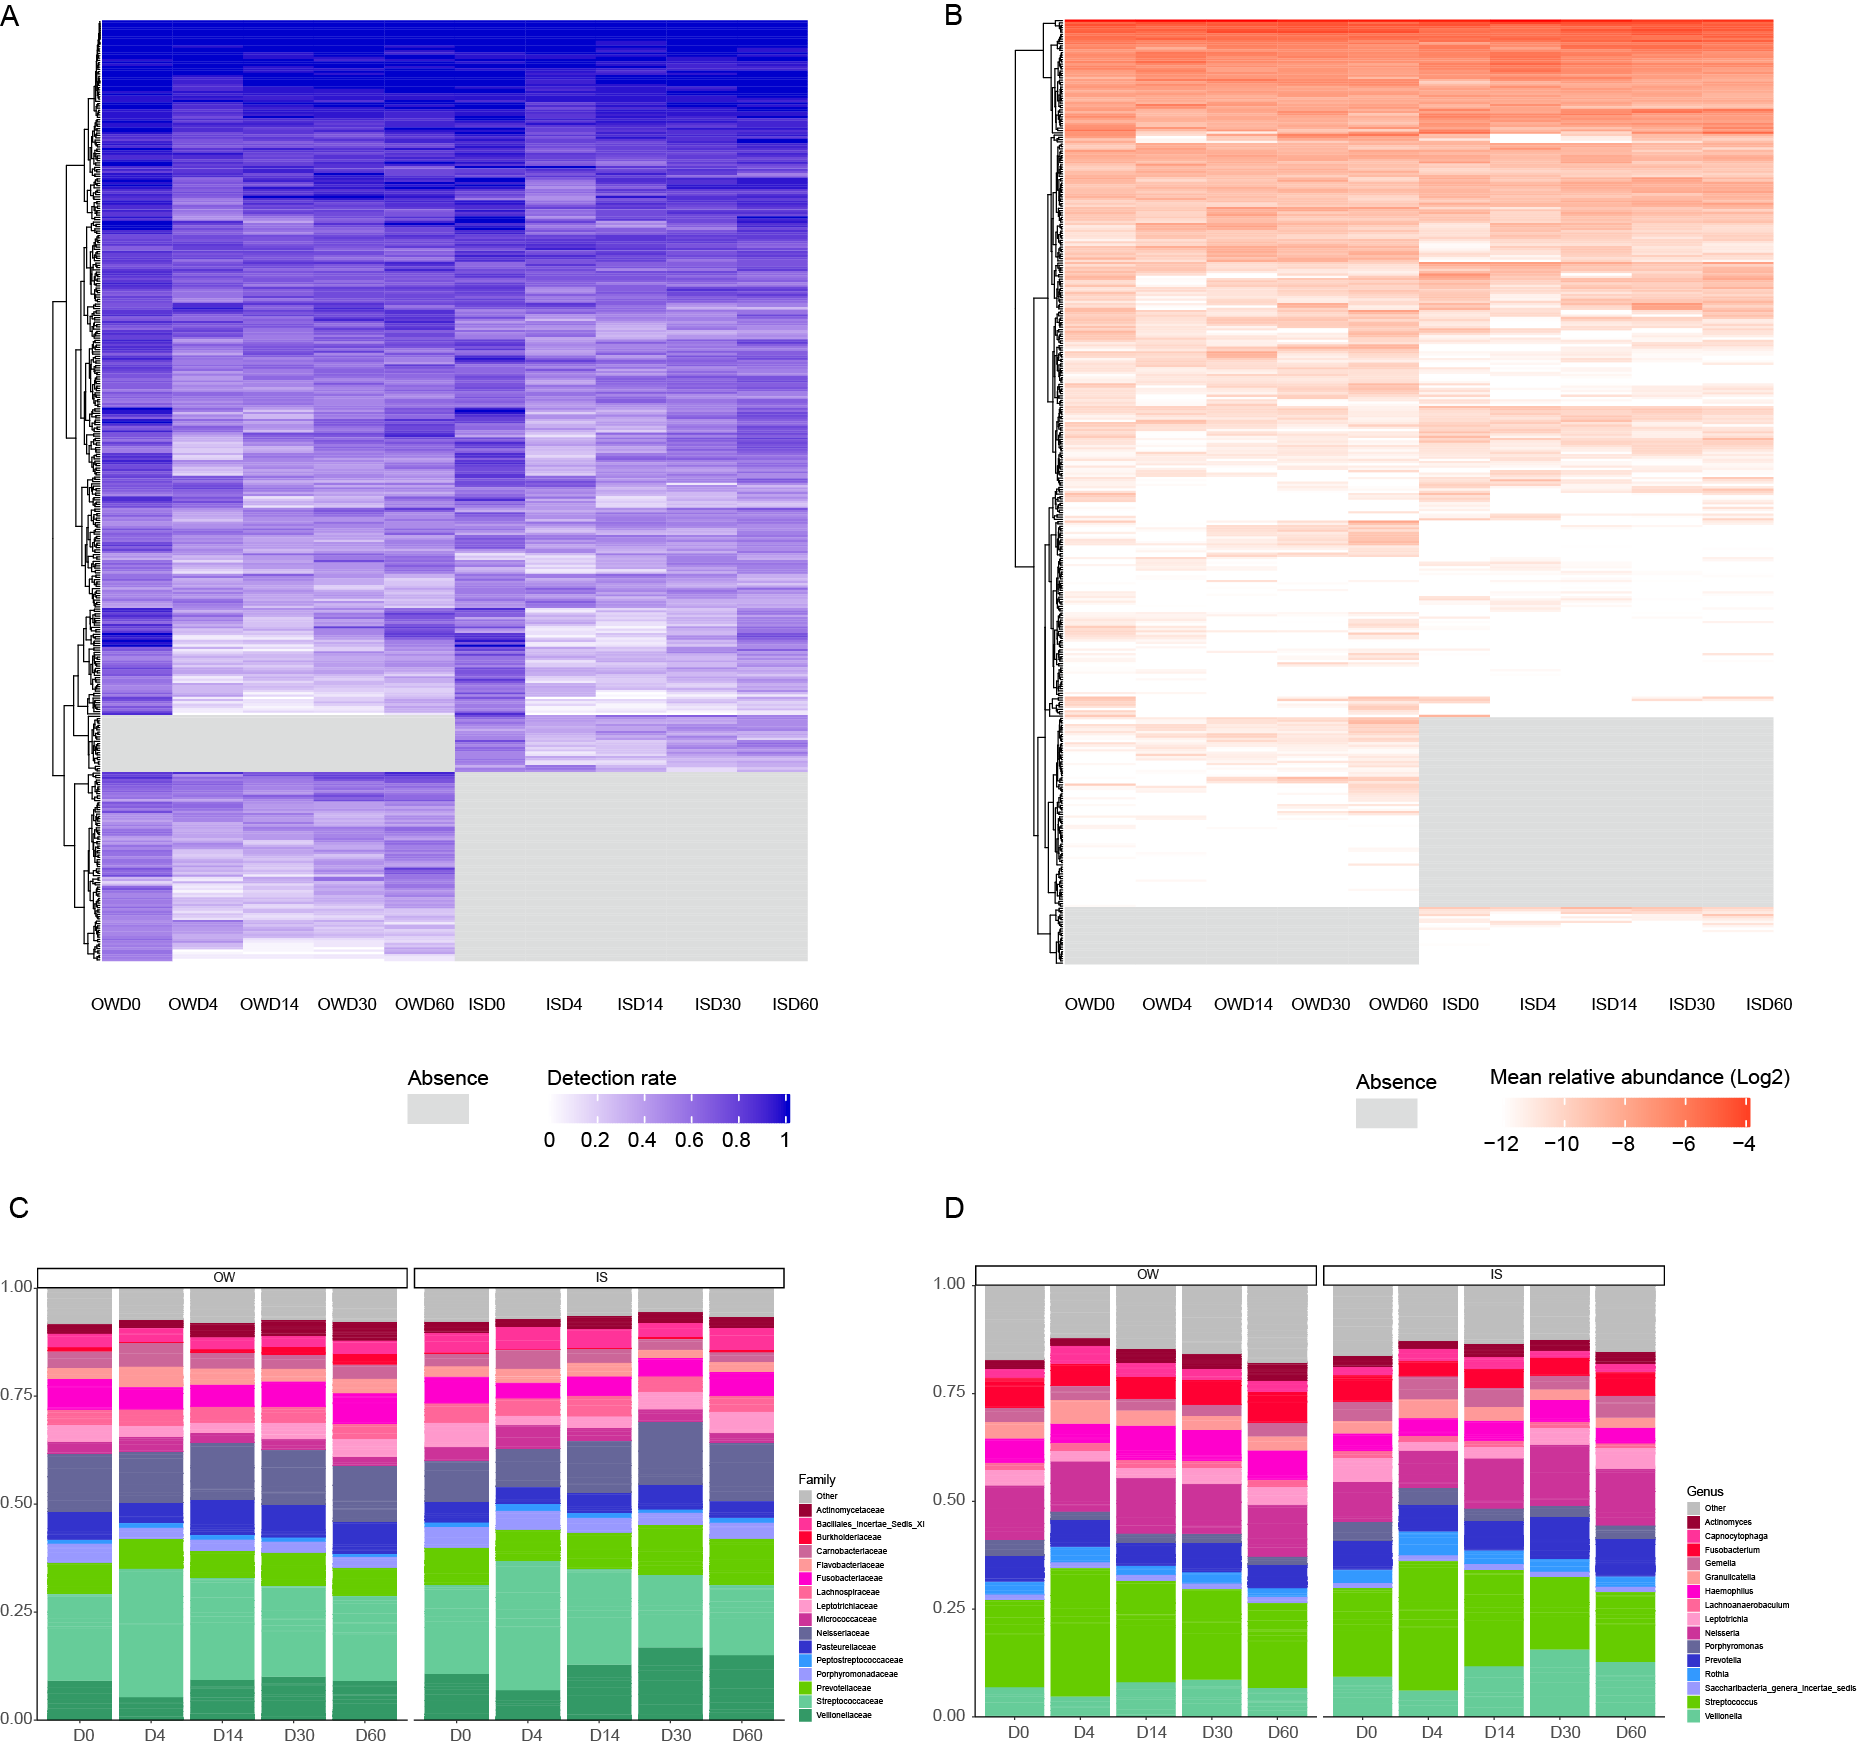 A
B
OWD0 OWD4 OWD14 OWD30 OWD60 ISD0 ISD4 ISD14 ISD30 ISD60
OWD0 OWD4 OWD14 OWD30 OWD60 ISD0 ISD4 ISD14 ISD30 ISD60
Absence
Detection rate
0 0.2 0.4 0.6 0.8 1
Absence
Mean relative abundance (Log2)
−12 −10 −8 −6 −4
C
OW IS
1.00
0.75
0.50
0.25
0.00
D0 D4 D14 D30 D60 D0 D4 D14 D30 D60
Family
Other
Actinomycetaceae
Bacillales_Incertae_Sedis_XI
Burkholderiaceae
Carnobacteriaceae
Flavobacteriaceae
Fusobacteriaceae
Lachnospiraceae
Leptotrichiaceae
Micrococcaceae
Neisseriaceae
Pasteurellaceae
Peptostreptococcaceae
Porphyromonadaceae
Prevotellaceae
Streptococcaceae
Veillonellaceae
D
OW IS
1.00
0.75
0.50
0.25
0.00
D0 D4 D14 D30 D60 D0 D4 D14 D30 D60
Genus
Other
Actinomyces
Capnocytophaga
Fusobacterium
Gemella
Granulicatella
Haemophilus
Lachnoanaerobaculum
Leptotrichia
Neisseria
Porphyromonas
Prevotella
Rothia
Saccharibacteria_genera_incertae_sedis
Streptococcus
Veillonella